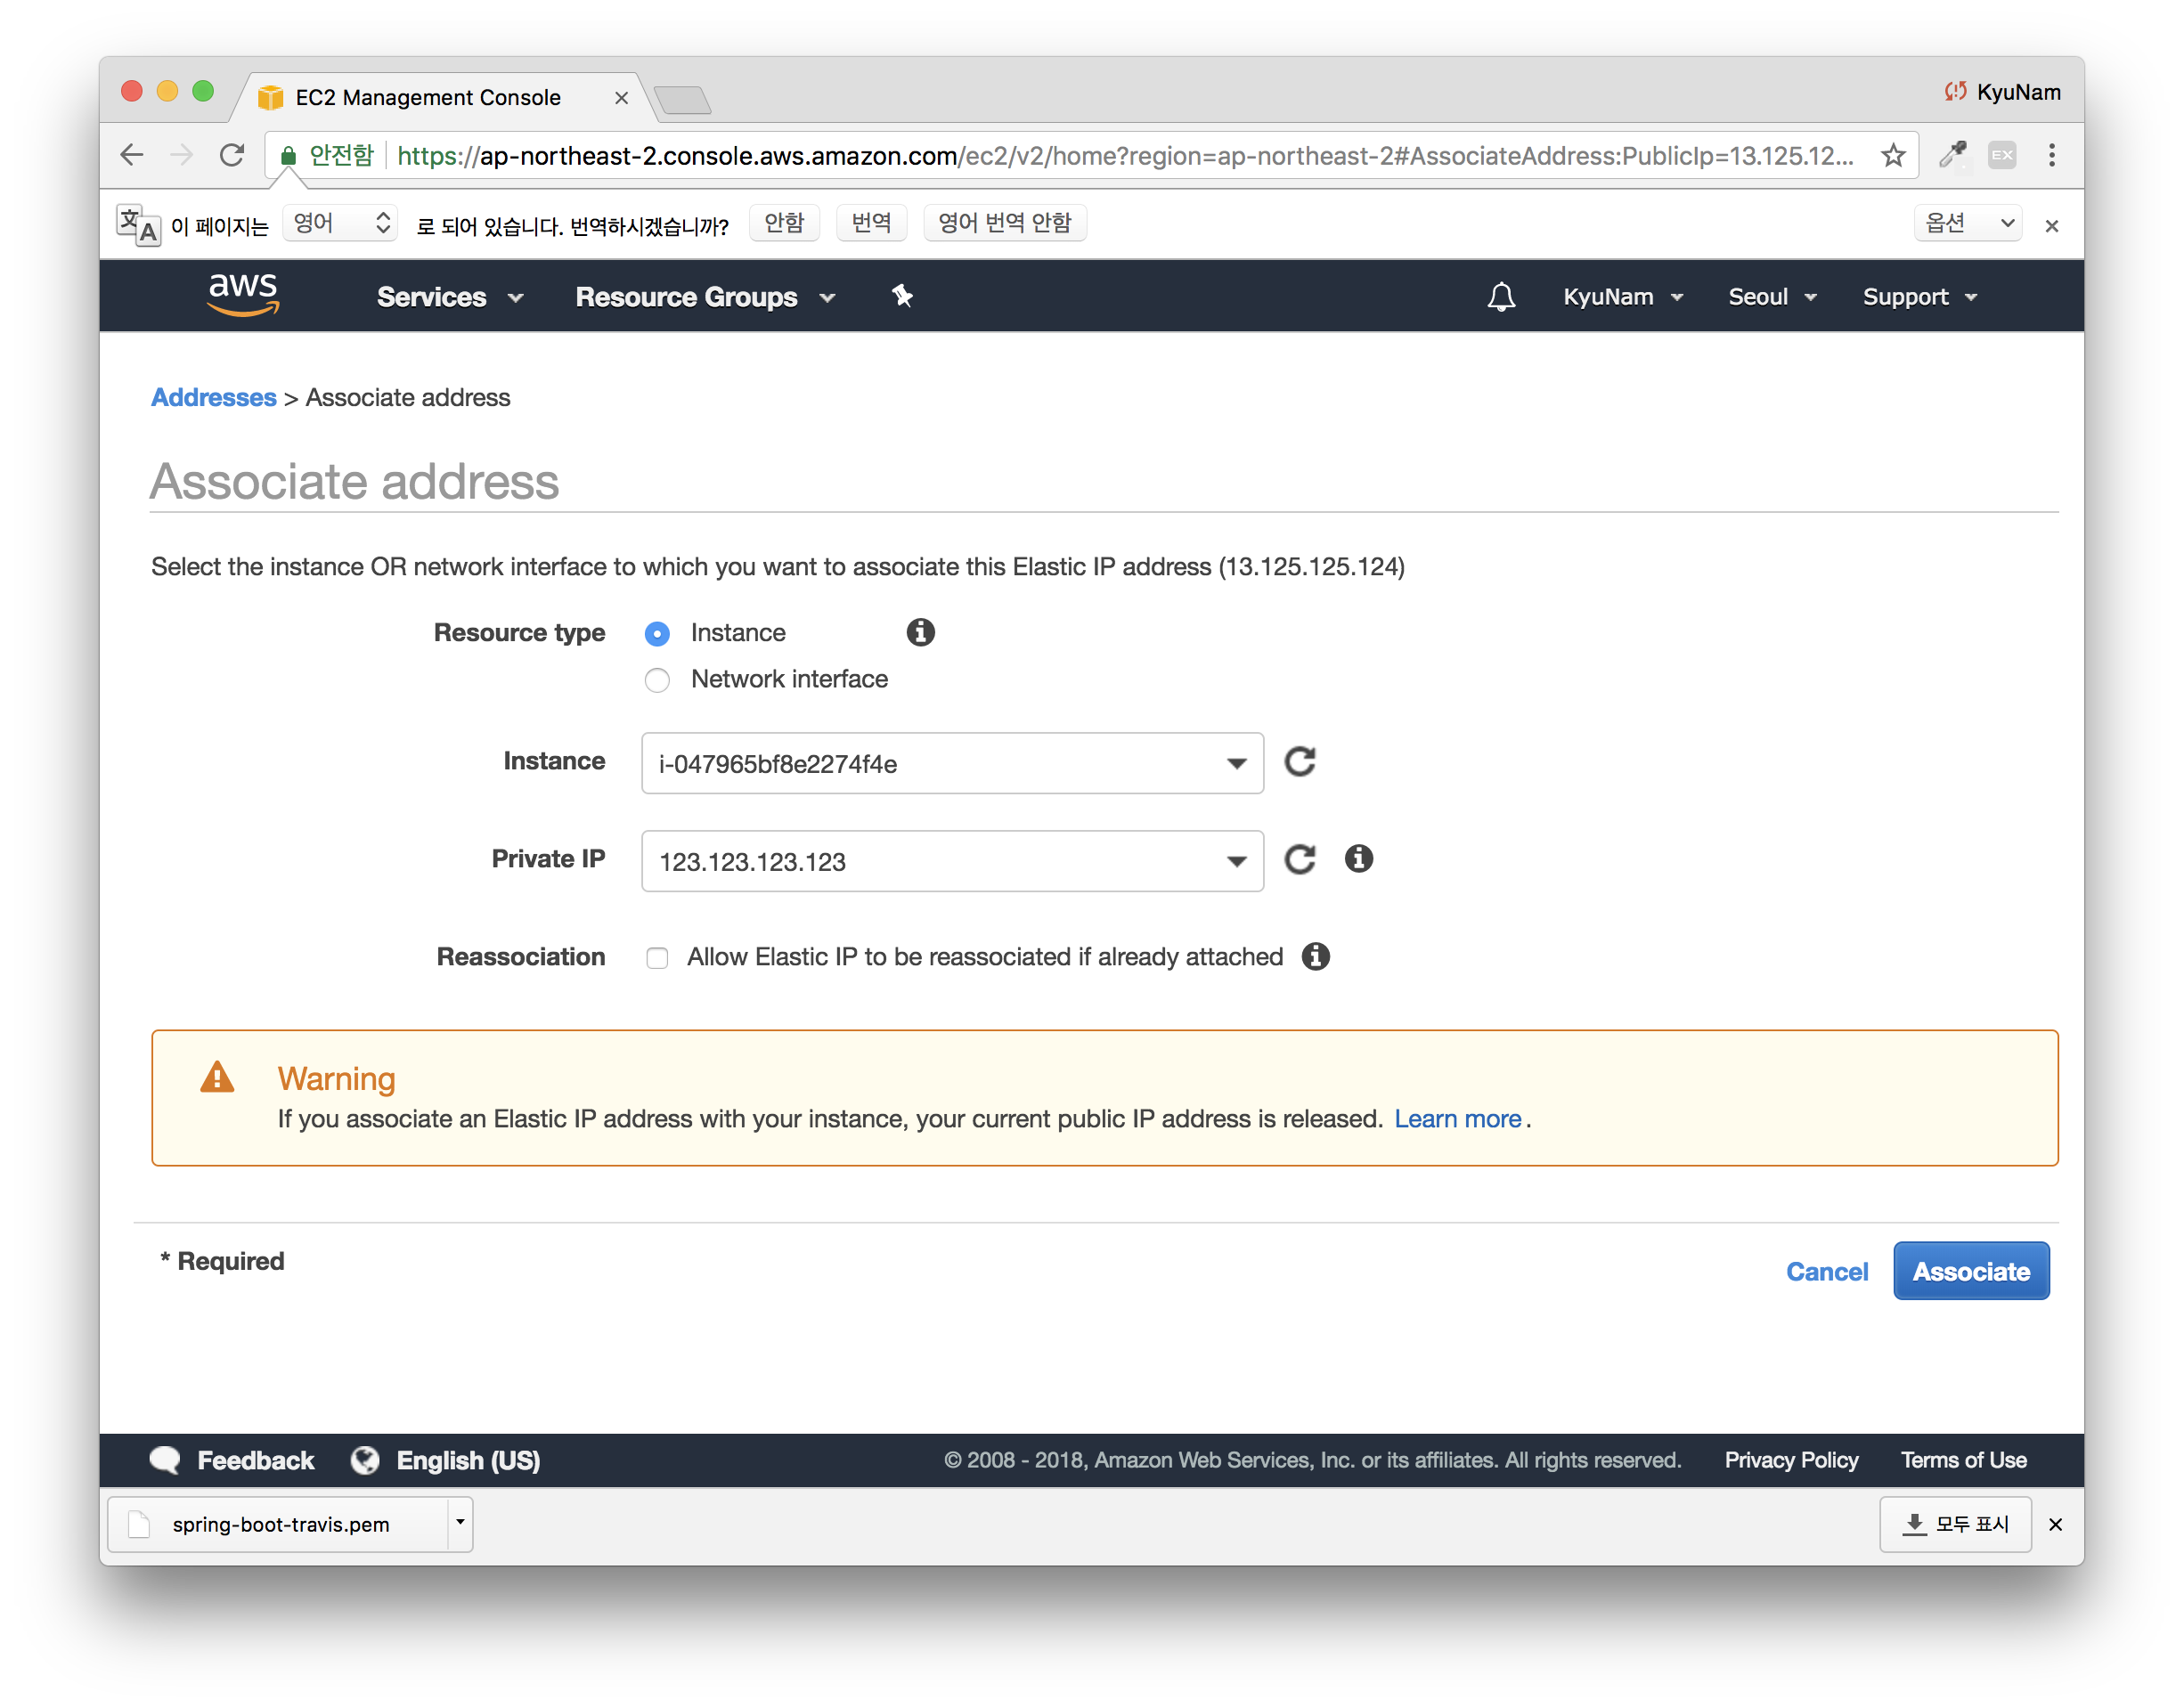 EC2 Management Console
KyuNam
안전함 https://ap-northeast-2.console.aws.amazon.com/ec2/v2/home?region=ap-northeast-2#AssociateAddress:PublicIp=13.125.12...
EX
文A 이 페이지는 영어 로 되어 있습니다. 번역하시겠습니까? 안함 번역 영어 번역 안함 옵션
aws Services Resource Groups KyuNam Seoul Support
Addresses > Associate address
Associate address
Select the instance OR network interface to which you want to associate this Elastic IP address (13.125.125.124)
Resource type Instance
Network interface
Instance i-047965bf8e2274f4e
Private IP 123.123.123.123
Reassociation Allow Elastic IP to be reassociated if already attached
Warning
If you associate an Elastic IP address with your instance, your current public IP address is released. Learn more.
* Required
Cancel Associate
Feedback English (US) © 2008 - 2018, Amazon Web Services, Inc. or its affiliates. All rights reserved. Privacy Policy Terms of Use
spring-boot-travis.pem 모두 표시